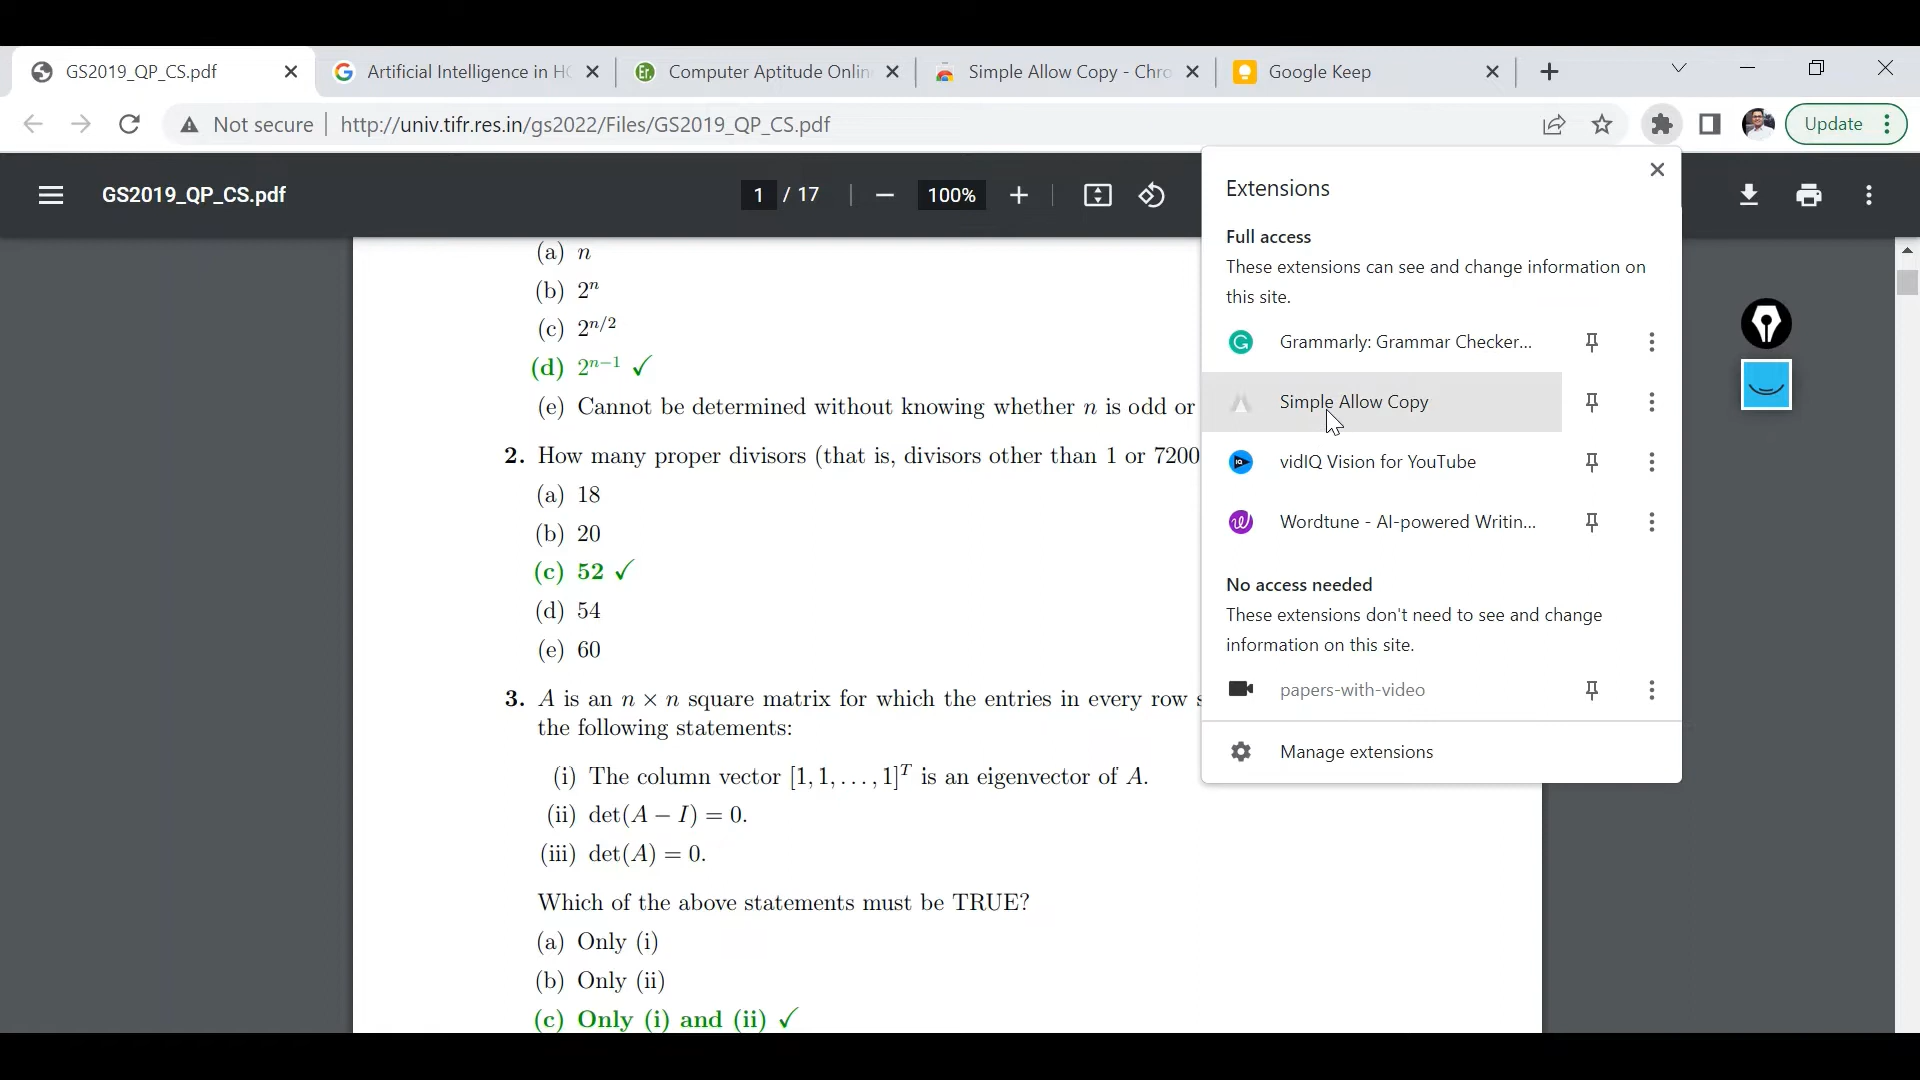 GS2019_QP_CS.pdf
Artificial Intelligence in HC
Computer Aptitude Onlin
Simple Allow Copy - Chro
Google Keep
Not secure
http://univ.tifr.res.in/gs2022/Files/GS2019_QP_CS.pdf
Update
GS2019_QP_CS.pdf
1 / 17
100%
(a) n
(b) 2ⁿ
(c) 2ⁿ/²
(d) 2ⁿ⁻¹ ✓
(e) Cannot be determined without knowing whether n is odd or
2. How many proper divisors (that is, divisors other than 1 or 7200
(a) 18
(b) 20
(c) 52 ✓
(d) 54
(e) 60
3. A is an n × n square matrix for which the entries in every row
the following statements:
(i) The column vector [1, 1, . . . , 1]ᵀ is an eigenvector of A.
(ii) det(A − I) = 0.
(iii) det(A) = 0.
Which of the above statements must be TRUE?
(a) Only (i)
(b) Only (ii)
(c) Only (i) and (ii) ✓
Extensions
Full access
These extensions can see and change information on
this site.
Grammarly: Grammar Checker...
Simple Allow Copy
vidIQ Vision for YouTube
Wordtune - AI-powered Writin...
No access needed
These extensions don't need to see and change
information on this site.
papers-with-video
Manage extensions